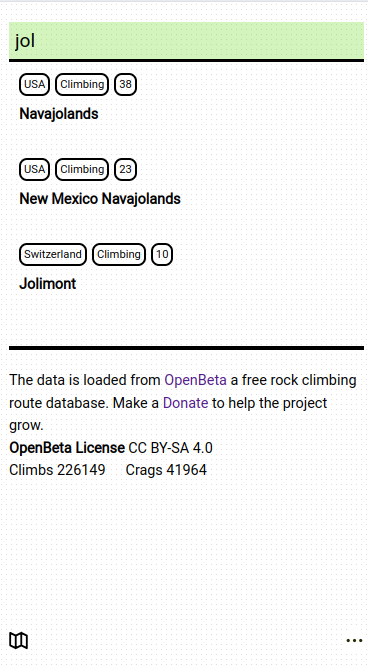 jol
USA Climbing 38
Navajolands
USA Climbing 23
New Mexico Navajolands
Switzerland Climbing 10
Jolimont
The data is loaded from OpenBeta a free rock climbing
route database. Make a Donate to help the project
grow.
OpenBeta License CC BY-SA 4.0
Climbs 226149 Crags 41964